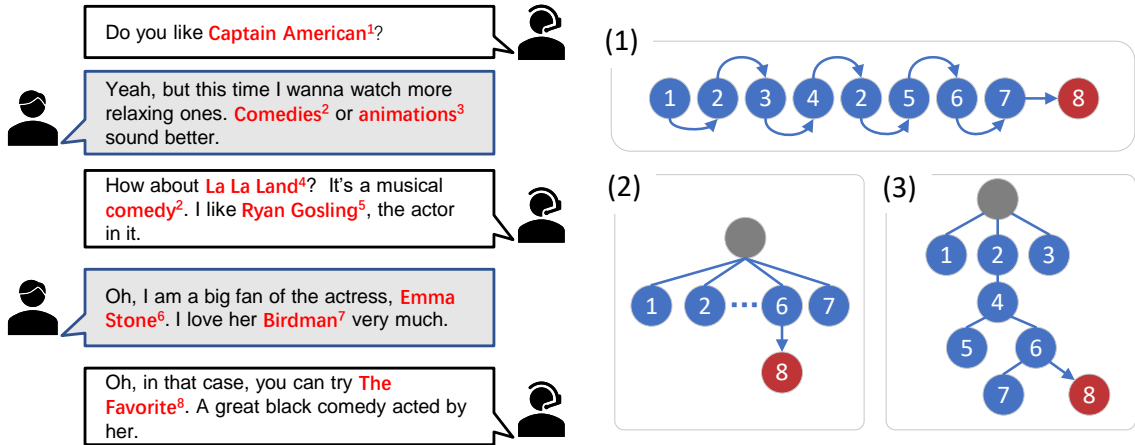 Do you like Captain American¹?
Yeah, but this time I wanna watch more
relaxing ones. Comedies² or animations³
sound better.
How about La La Land⁴?  It's a musical
comedy². I like Ryan Gosling⁵, the actor
in it.
Oh, I am a big fan of the actress, Emma
Stone⁶. I love her Birdman⁷ very much.
Oh, in that case, you can try The
Favorite⁸. A great black comedy acted by
her.
(1)
1 2 3 4 2 5 6 7 8
(2)
1 2 6 7
8
(3)
1 2 3
4
5 6
7 8